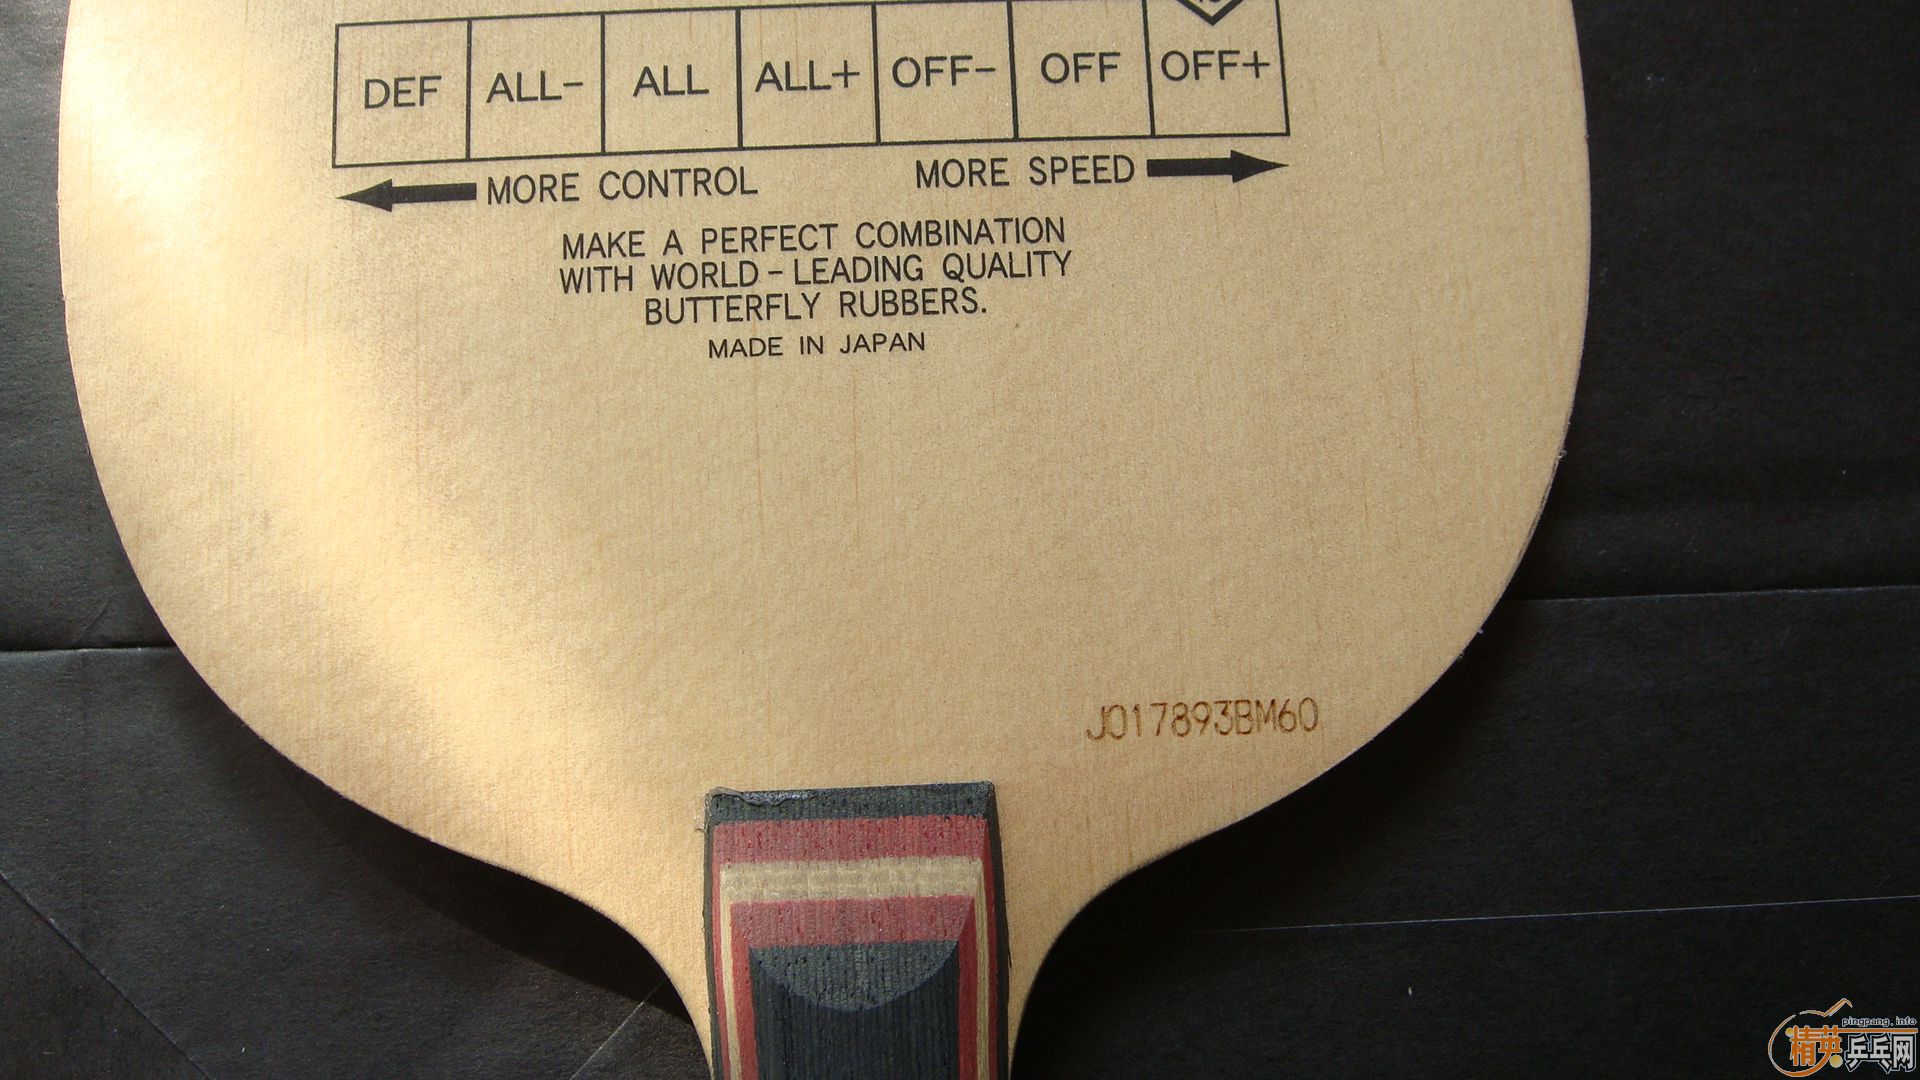 DEF ALL- ALL ALL+ OFF- OFF OFF+
MORE CONTROL MORE SPEED
MAKE A PERFECT COMBINATION
WITH WORLD-LEADING QUALITY
BUTTERFLY RUBBERS.
MADE IN JAPAN
J017893BM60
pingpang.info
精英乒乓网